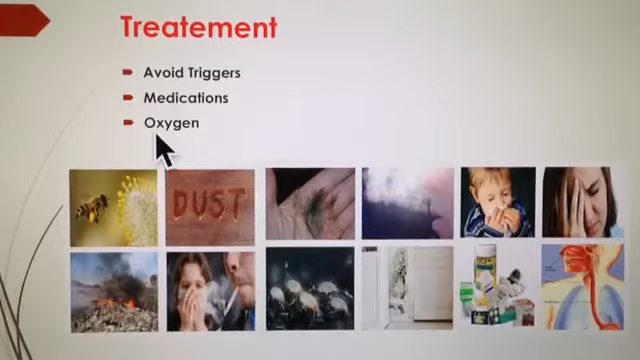 Treatement
Avoid Triggers
Medications
Oxygen
DUST